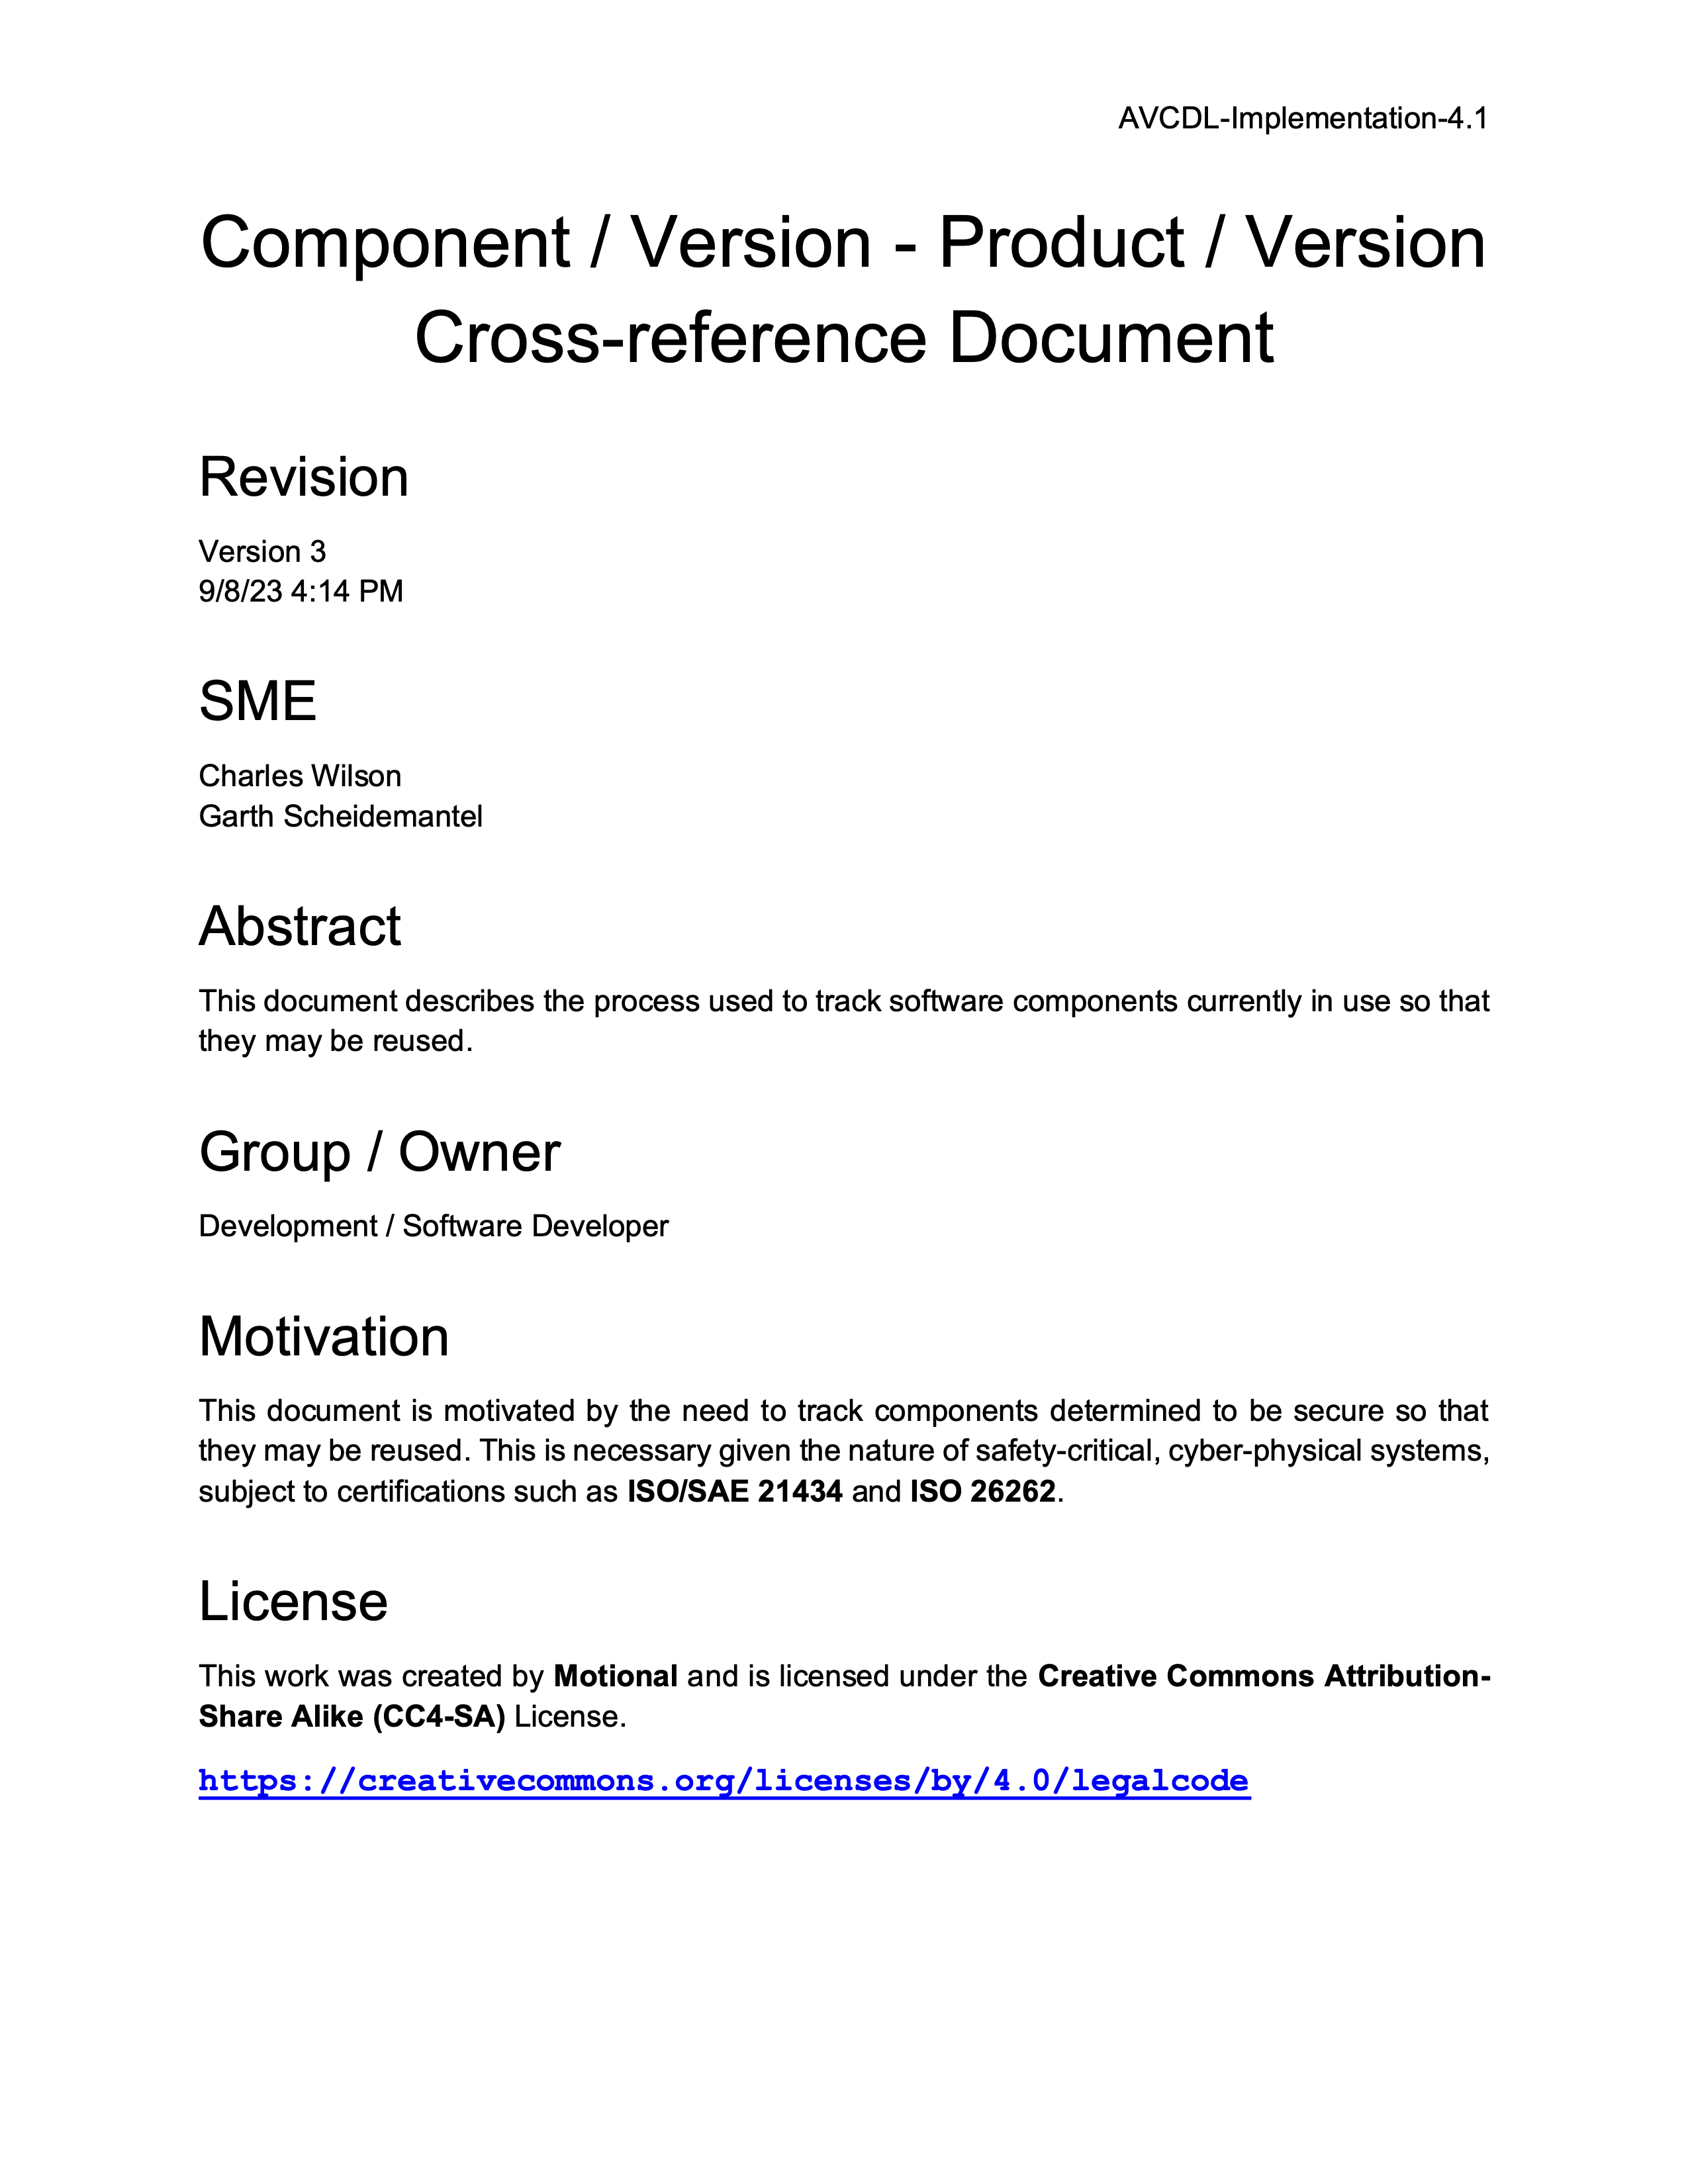 AVCDL-Implementation-4.1
Component / Version - Product / Version
Cross-reference Document
Revision
Version 3
9/8/23 4:14 PM
SME
Charles Wilson
Garth Scheidemantel
Abstract
This document describes the process used to track software components currently in use so that
they may be reused.
Group / Owner
Development / Software Developer
Motivation
This document is motivated by the need to track components determined to be secure so that
they may be reused. This is necessary given the nature of safety-critical, cyber-physical systems,
subject to certifications such as ISO/SAE 21434 and ISO 26262.
License
This work was created by Motional and is licensed under the Creative Commons Attribution-
Share Alike (CC4-SA) License.
https://creativecommons.org/licenses/by/4.0/legalcode